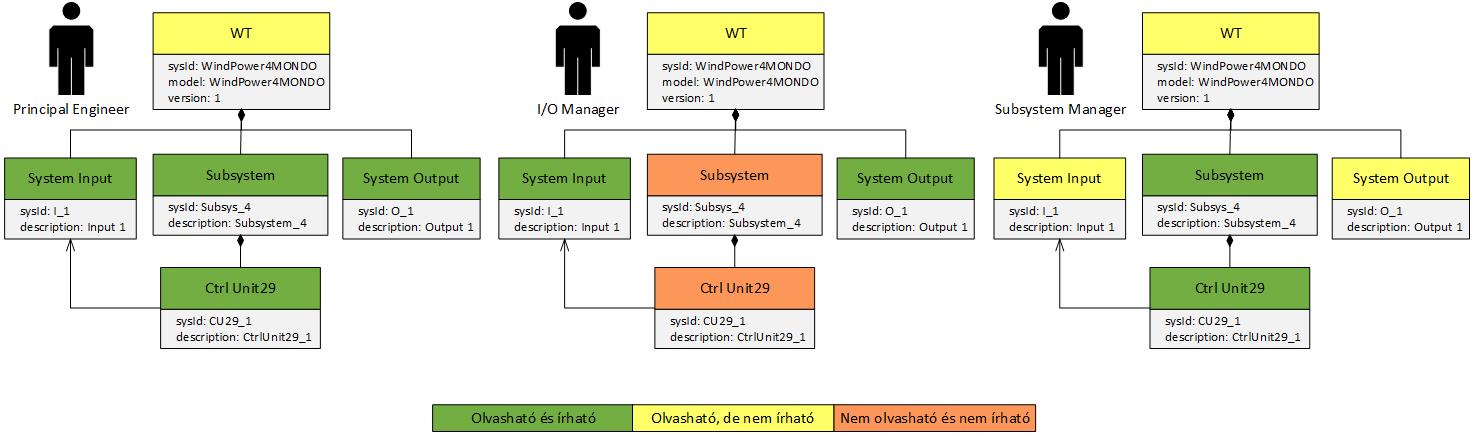 Principal Engineer
WT
sysId: WindPower4MONDO
model: WindPower4MONDO
version: 1
System Input
sysId: I_1
description: Input 1
Subsystem
sysId: Subsys_4
description: Subsystem_4
System Output
sysId: O_1
description: Output 1
Ctrl Unit29
sysId: CU29_1
description: CtrlUnit29_1
I/O Manager
WT
sysId: WindPower4MONDO
model: WindPower4MONDO
version: 1
System Input
sysId: I_1
description: Input 1
Subsystem
sysId: Subsys_4
description: Subsystem_4
System Output
sysId: O_1
description: Output 1
Ctrl Unit29
sysId: CU29_1
description: CtrlUnit29_1
Subsystem Manager
WT
sysId: WindPower4MONDO
model: WindPower4MONDO
version: 1
System Input
sysId: I_1
description: Input 1
Subsystem
sysId: Subsys_4
description: Subsystem_4
System Output
sysId: O_1
description: Output 1
Ctrl Unit29
sysId: CU29_1
description: CtrlUnit29_1
Olvasható és írható
Olvasható, de nem írható
Nem olvasható és nem írható